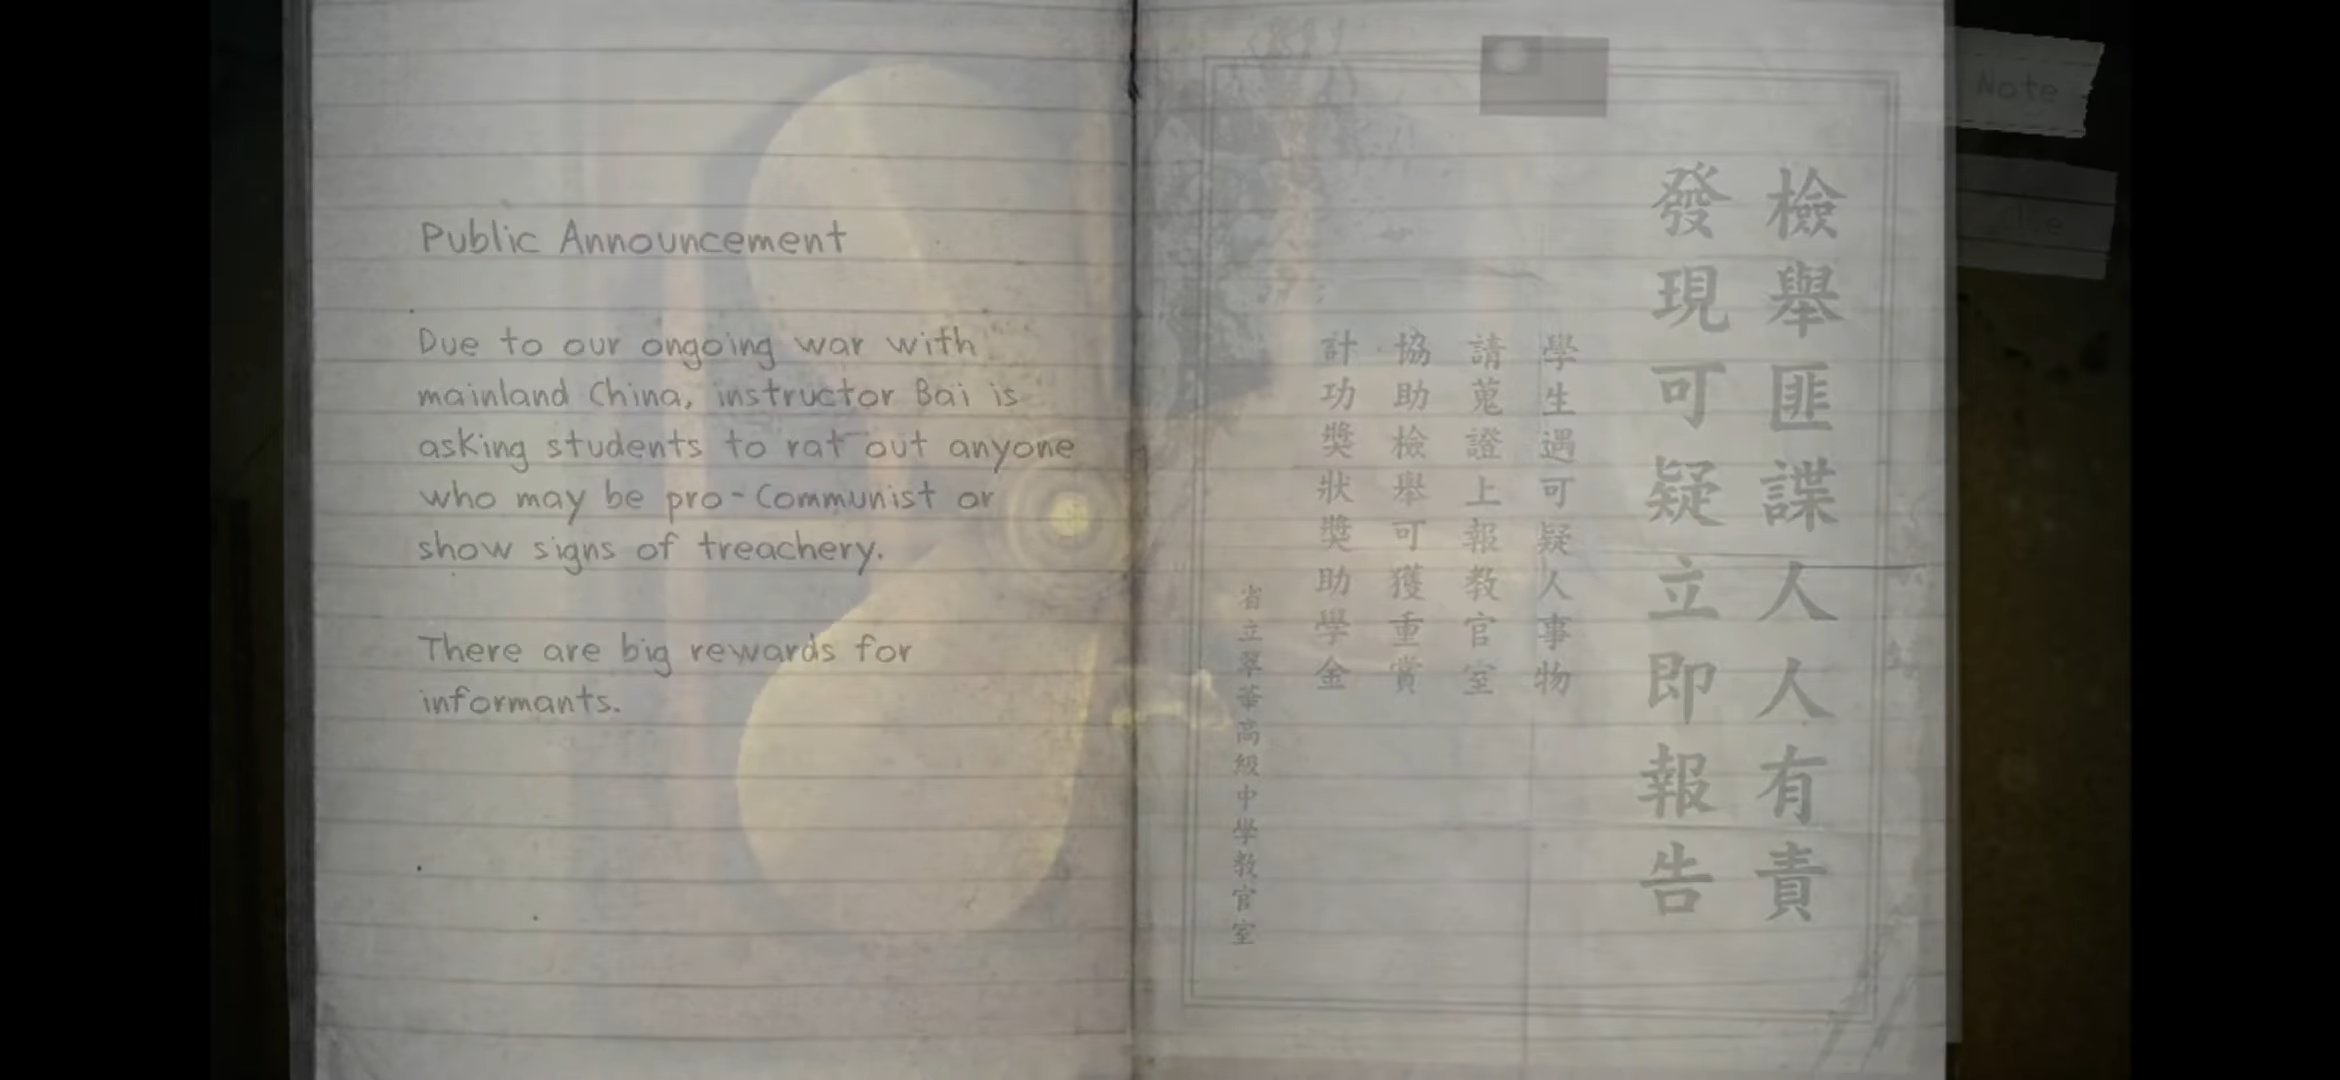 Public Announcement
Due to our ongoing war with
mainland China, instructor Bai is
asking students to rat out anyone
who may be pro-Communist or
show signs of treachery.
There are big rewards for
informants.
檢舉匪諜人人有責
發現可疑立即報告
學生遇可疑人事物
請蒐證上報教官室
協助檢舉可獲重賞
計功獎狀獎助學金
省立翠華高級中學教官室
Note